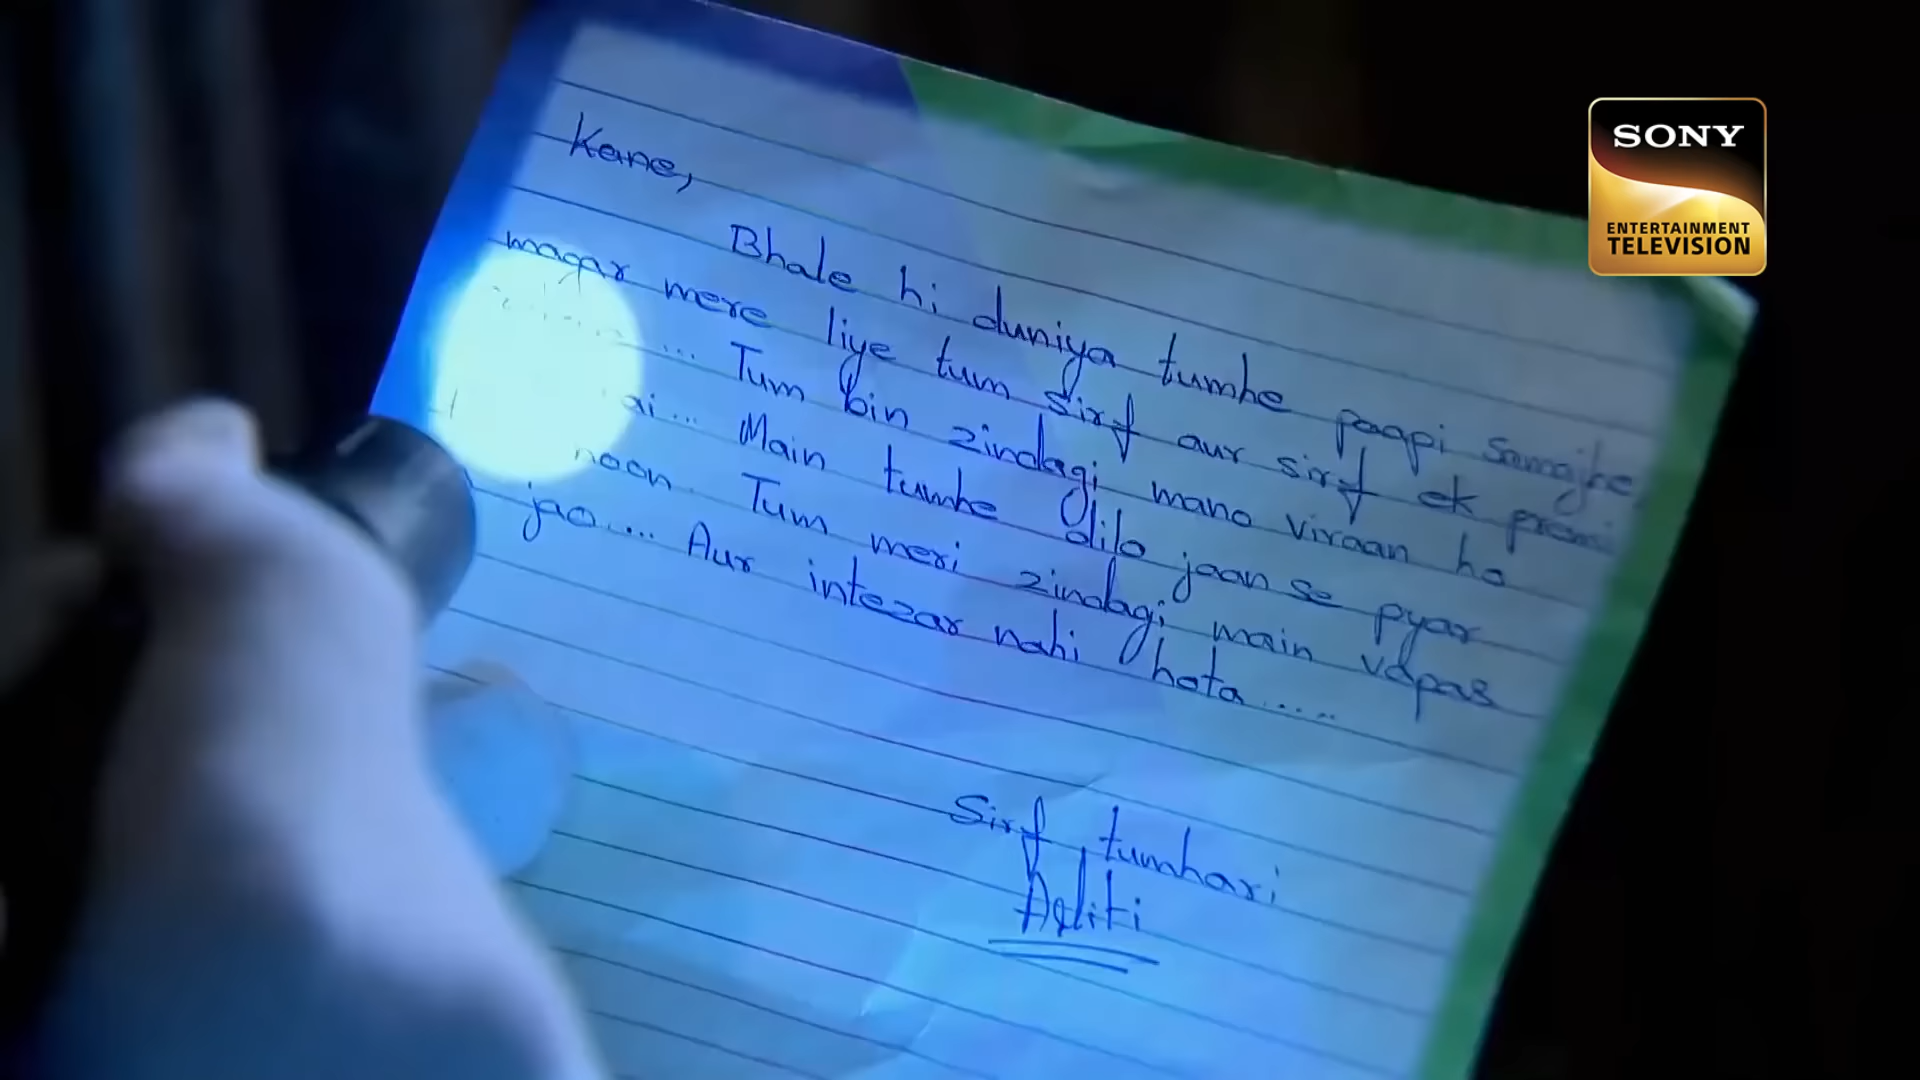 Kane,
Bhale hi duniya tumhe paapi samajhe
magar mere liye tum sirf aur sirf ek premi
... Tum bin zindagi mano viraan ho
... Main tumhe dilo jaan se pyar
Tum meri zindagi main vapas
jao.... Aur intezar nahi hota.....
Sirf tumhari
SONY
ENTERTAINMENT
TELEVISION